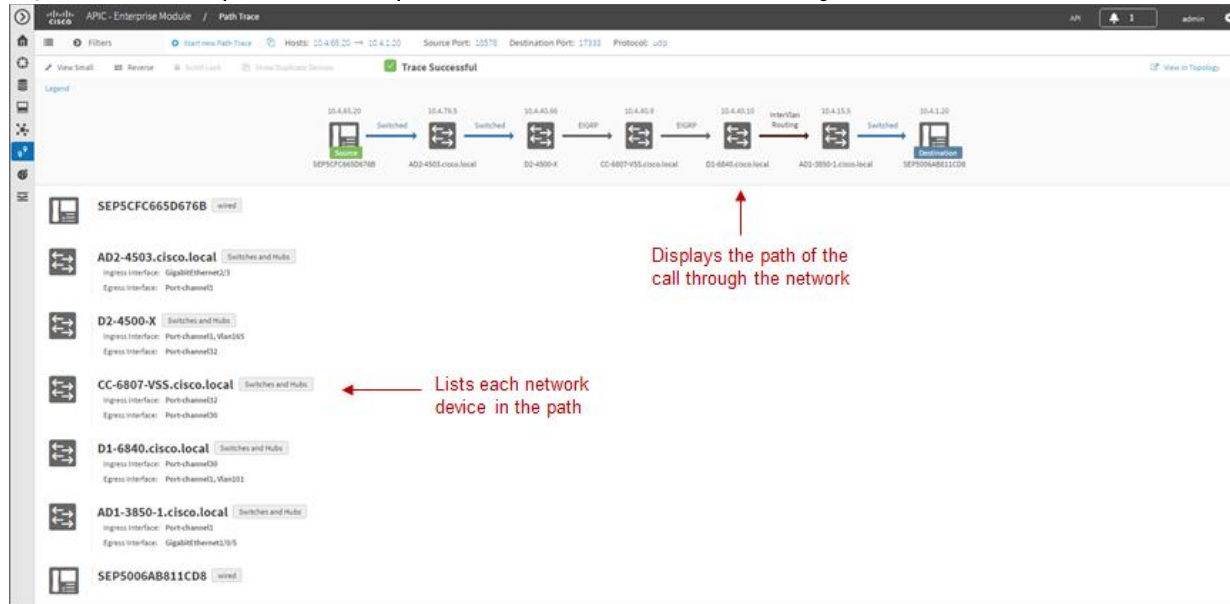 cisco APIC - Enterprise Module / Path Trace API 1 admin
Filters Start new Path Trace Hosts: 10.4.65.20 → 10.4.1.20 Source Port: 16578 Destination Port: 17331 Protocol: udp
View Small Reverse Scroll Lock Show Duplicate Devices Trace Successful View in Topology
Legend
10.4.65.20 10.4.79.5 10.4.40.66 10.4.40.9 10.4.40.10 10.4.15.5 10.4.1.20
Switched Switched EIGRP EIGRP InterVlan Routing Switched
Source Destination
SEP5CFC665D676B AD2-4503.cisco.local D2-4500-X CC-6807-VSS.cisco.local D1-6840.cisco.local AD1-3850-1.cisco.local SEP5006AB811CD8
SEP5CFC665D676B wired
AD2-4503.cisco.local Switches and Hubs
Ingress Interface: GigabitEthernet2/3
Egress Interface: Port-channel1
D2-4500-X Switches and Hubs
Ingress Interface: Port-channel1, Vlan165
Egress Interface: Port-channel32
CC-6807-VSS.cisco.local Switches and Hubs
Ingress Interface: Port-channel32
Egress Interface: Port-channel30
D1-6840.cisco.local Switches and Hubs
Ingress Interface: Port-channel30
Egress Interface: Port-channel1, Vlan101
AD1-3850-1.cisco.local Switches and Hubs
Ingress Interface: Port-channel1
Egress Interface: GigabitEthernet1/0/5
SEP5006AB811CD8 wired
Displays the path of the
call through the network
Lists each network
device in the path